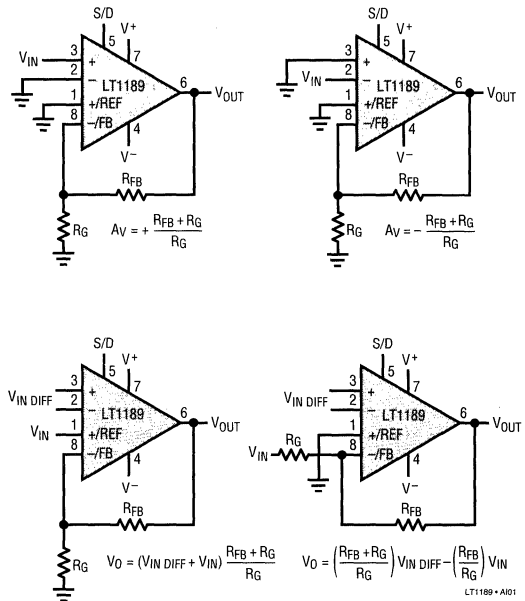 S/D
V+
5
7
3
VIN
+
2
−
LT1189
6
VOUT
1
+/REF
8
−/FB
4
V−
RFB
RG
AV = + (RFB + RG)/RG
S/D
V+
5
7
3
+
VIN
2
−
LT1189
6
VOUT
1
+/REF
8
−/FB
4
V−
RFB
RG
AV = − (RFB + RG)/RG
S/D
V+
5
7
3
+
VIN DIFF
2
−
LT1189
6
VOUT
VIN
1
+/REF
8
−/FB
4
V−
RFB
RG
VO = (VIN DIFF + VIN) (RFB + RG)/RG
S/D
V+
5
7
3
+
VIN DIFF
2
−
LT1189
6
VOUT
1
+/REF
VIN
RG
8
−/FB
4
V−
RFB
VO = ((RFB + RG)/RG) VIN DIFF − (RFB/RG) VIN
LT1189 • AI01